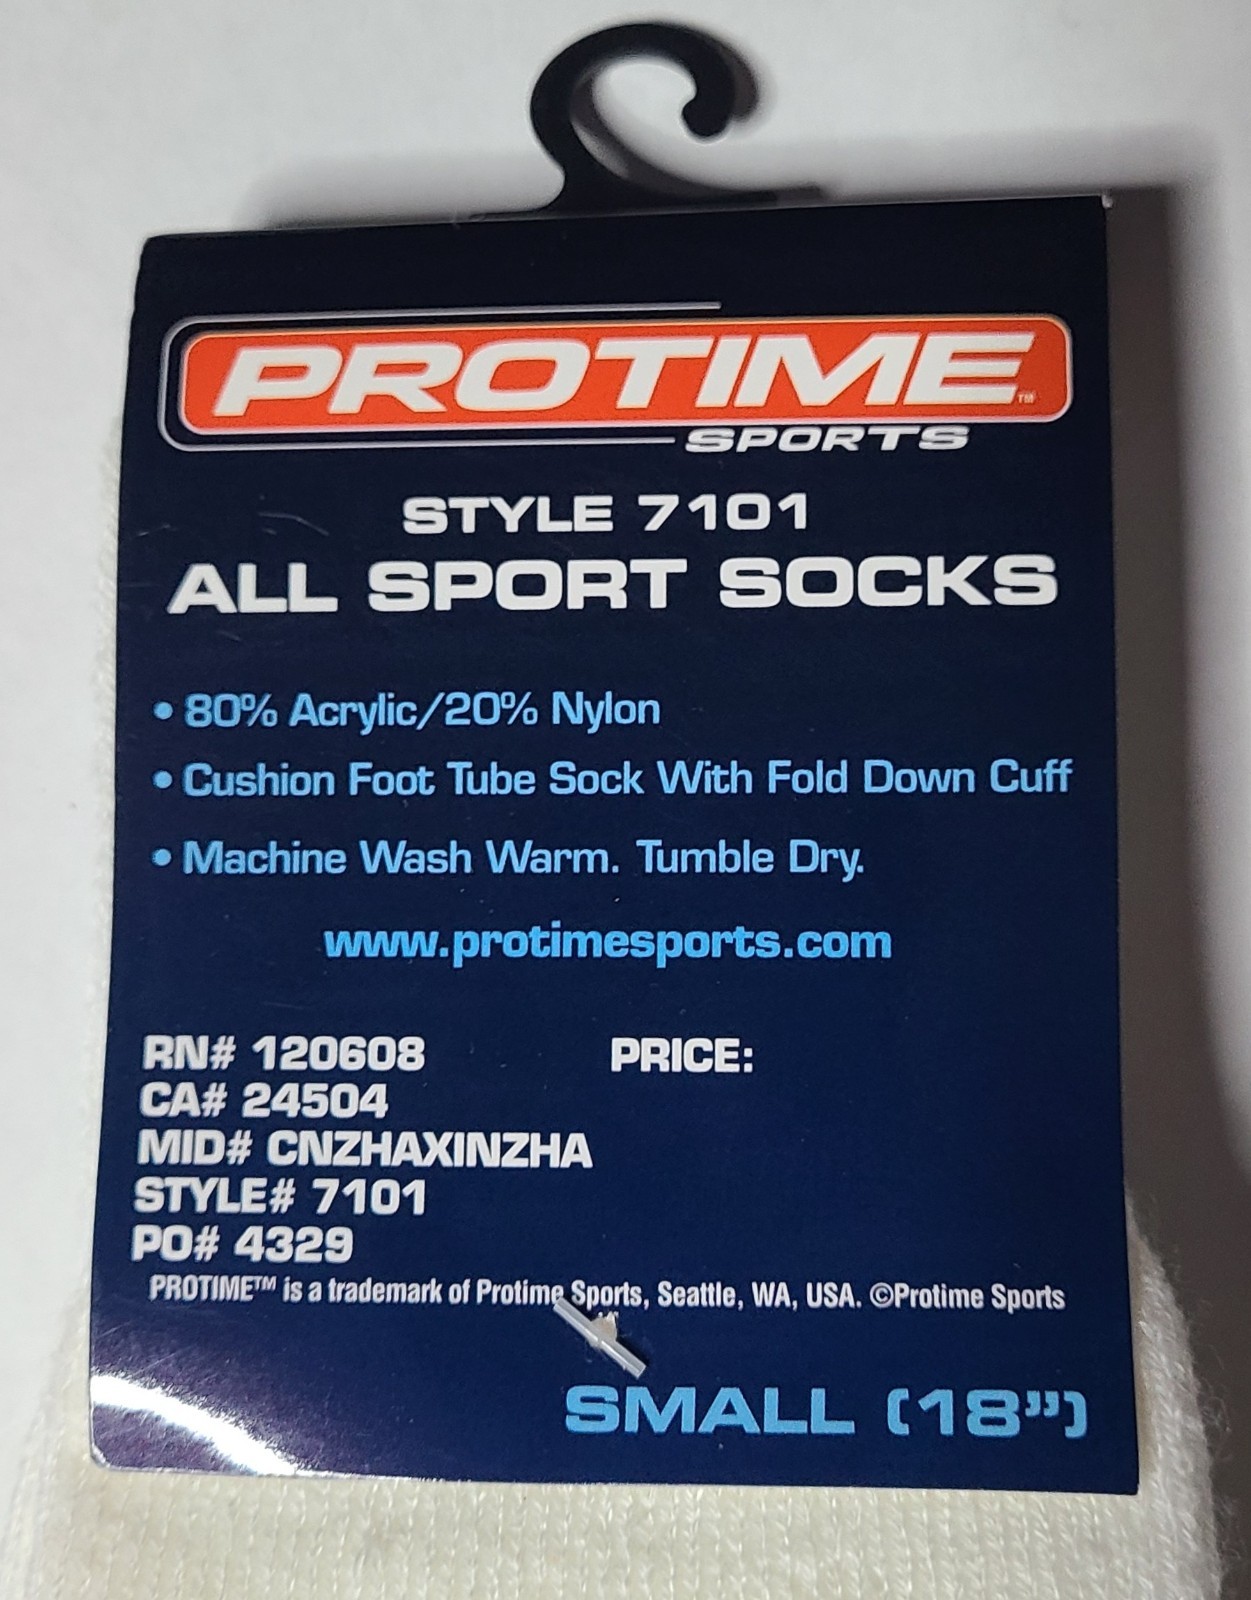 PROTIME™
SPORTS
STYLE 7101
ALL SPORT SOCKS
• 80% Acrylic/20% Nylon
• Cushion Foot Tube Sock With Fold Down Cuff
• Machine Wash Warm. Tumble Dry.
www.protimesports.com
RN# 120608 PRICE:
CA# 24504
MID# CNZHAXINZHA
STYLE# 7101
PO# 4329
PROTIME™ is a trademark of Protime Sports, Seattle, WA, USA. ©Protime Sports
SMALL (18”)